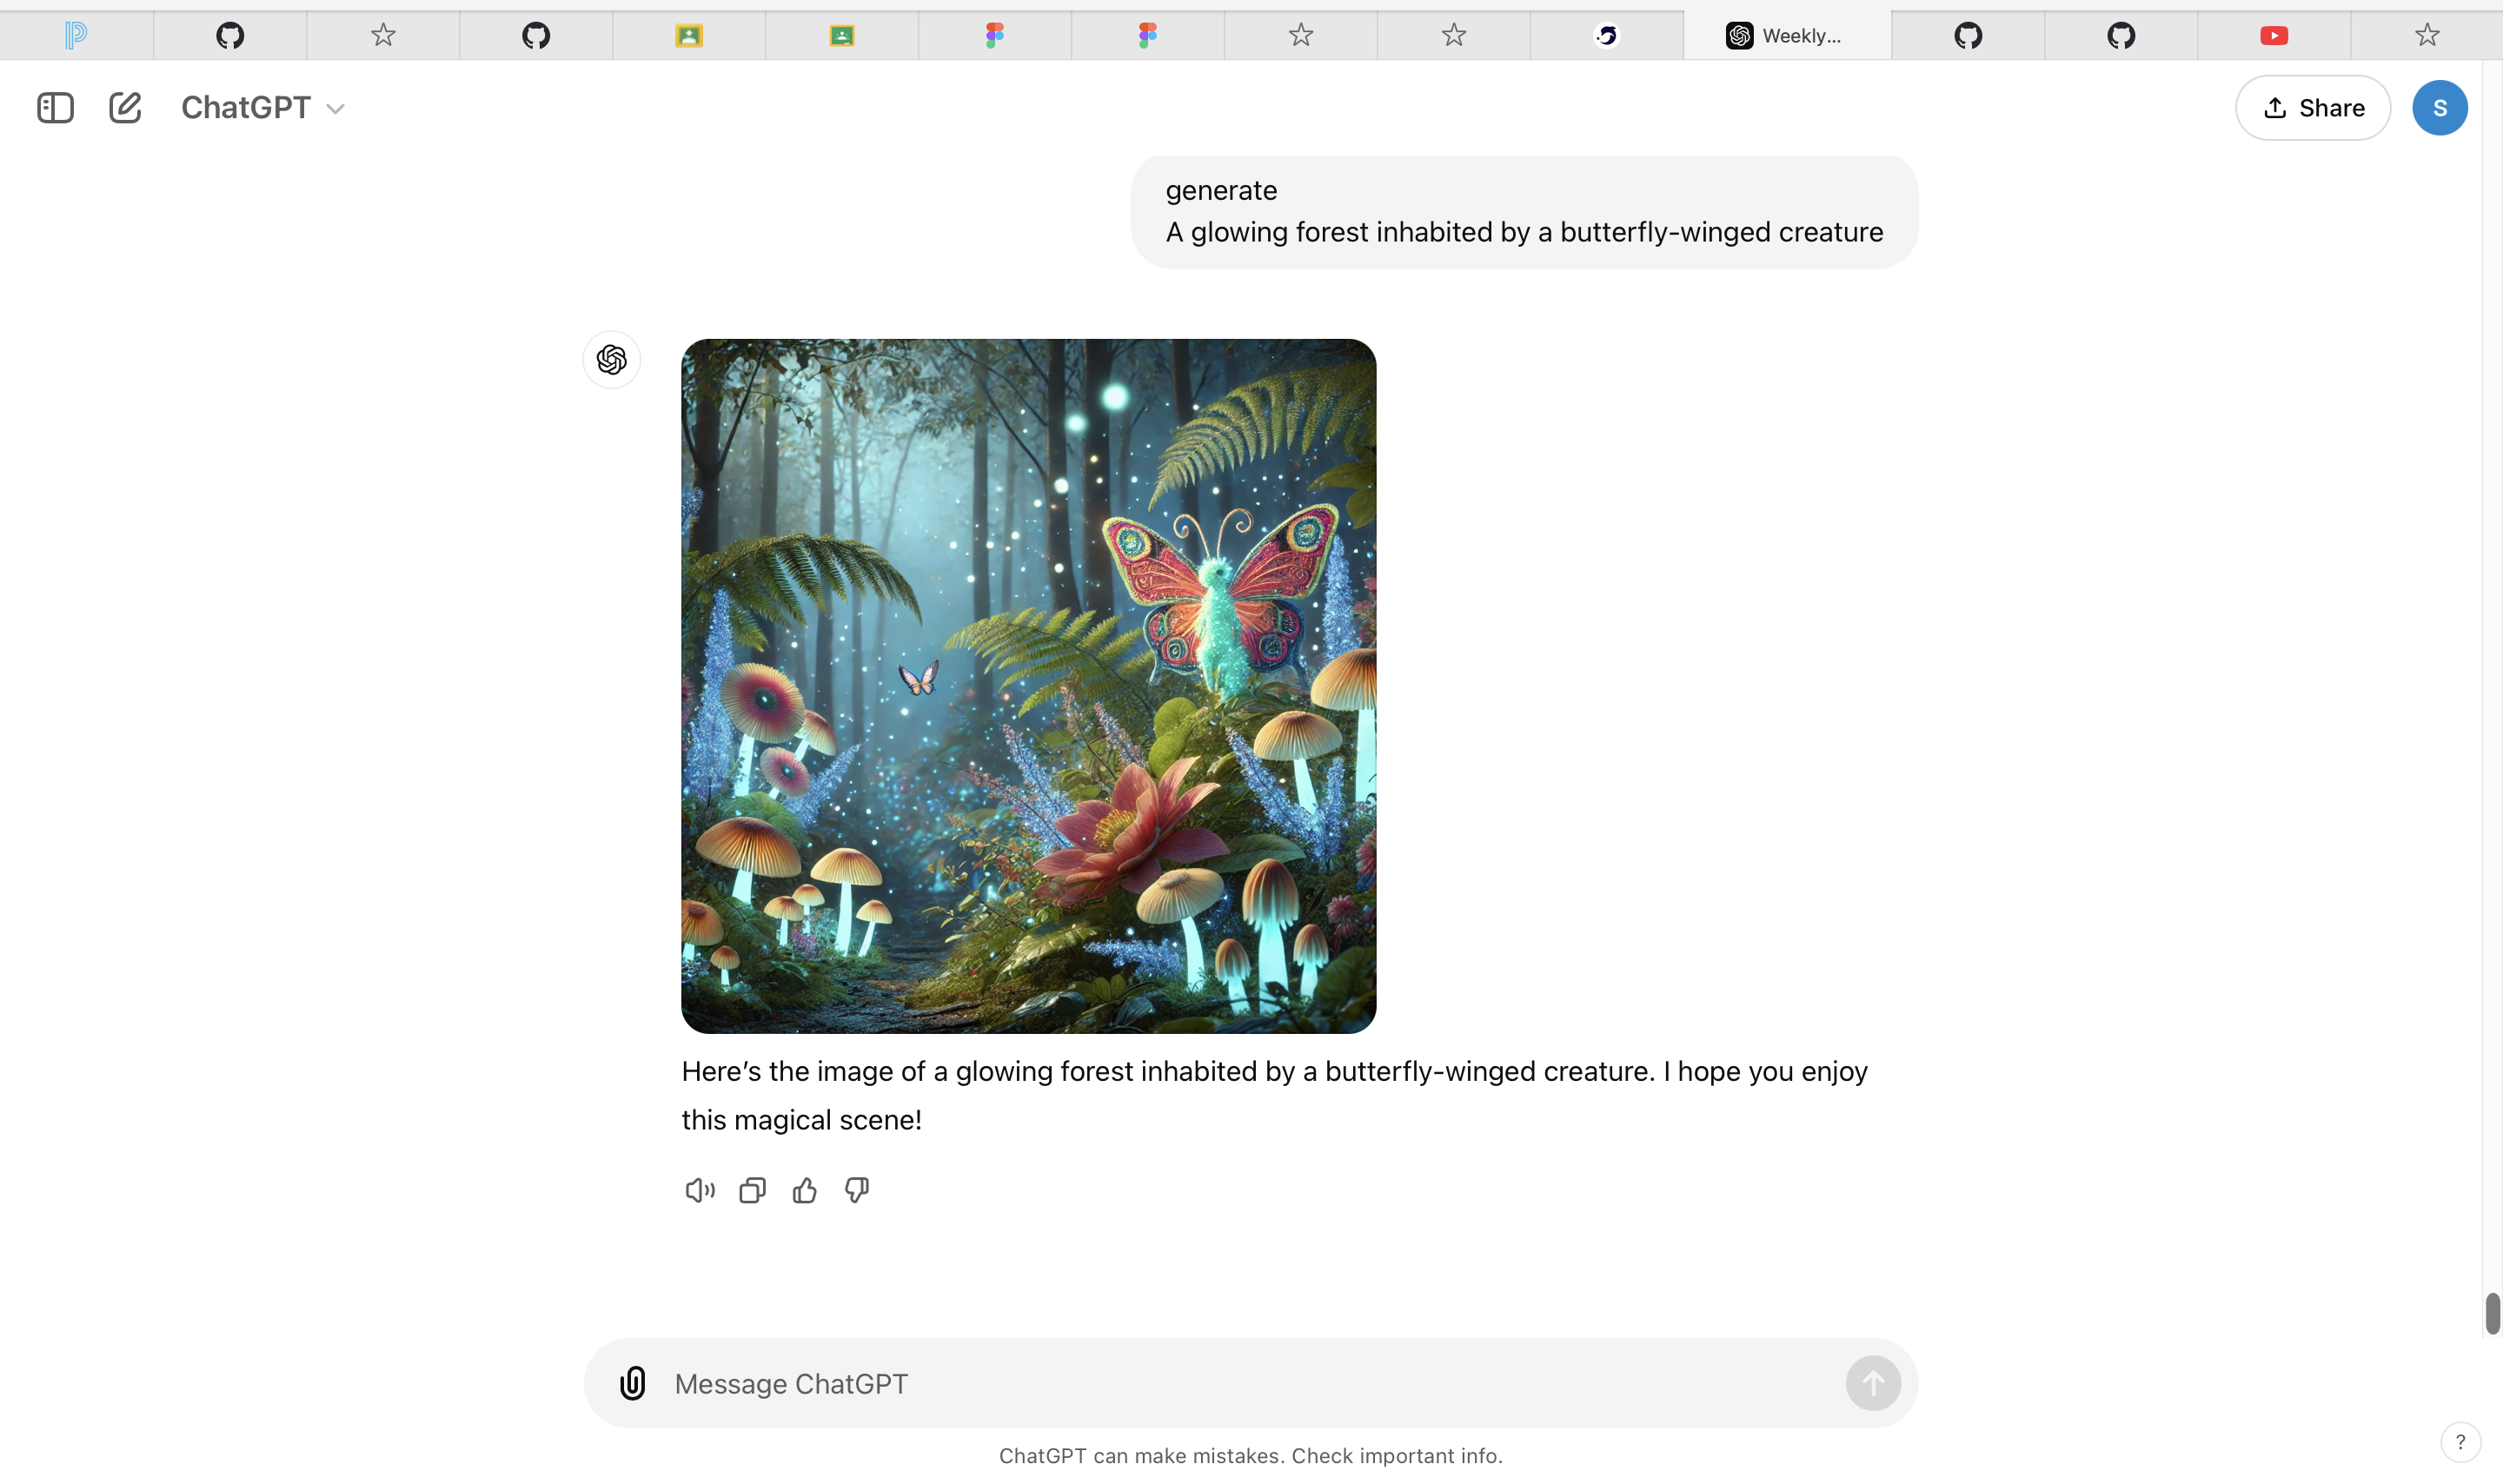 Weekly...
ChatGPT
Share
S
generate
A glowing forest inhabited by a butterfly-winged creature
Here’s the image of a glowing forest inhabited by a butterfly-winged creature. I hope you enjoy
this magical scene!
Message ChatGPT
ChatGPT can make mistakes. Check important info.
?